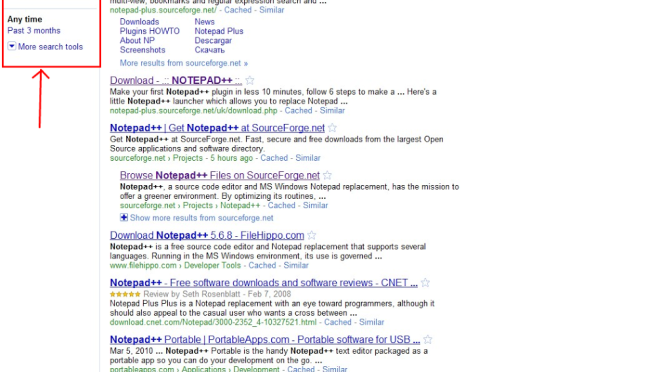 Any time
Past 3 months
More search tools
multi-view, bookmarks and regular expression search and ...
notepad-plus.sourceforge.net/ - Cached - Similar
Downloads News
Plugins HOWTO Notepad Plus
About NP Descargar
Screenshots Скачать
More results from sourceforge.net »
Download - .:: NOTEPAD++ ::.
Make your first Notepad++ plugin in less 10 minutes, follow 6 steps to make a ... Here's a
little Notepad++ launcher which allows you to replace Notepad ...
notepad-plus.sourceforge.net/uk/download.php - Cached - Similar
Notepad++ | Get Notepad++ at SourceForge.net
Get Notepad++ at SourceForge.net. Fast, secure and free downloads from the largest Open
Source applications and software directory.
sourceforge.net › Projects - 5 hours ago - Cached - Similar
Browse Notepad++ Files on SourceForge.net
Notepad++, a source code editor and MS Windows Notepad replacement, has the mission to
offer a greener environment. By optimizing its routines, ...
sourceforge.net › Projects › Notepad++ - Cached - Similar
Show more results from sourceforge.net
Download Notepad++ 5.6.8 - FileHippo.com
Notepad++ is a free source code editor and Notepad replacement that supports several
languages. Running in the MS Windows environment, its use is governed ...
www.filehippo.com › Developer Tools - Cached - Similar
Notepad++ - Free software downloads and software reviews - CNET ...
Review by Seth Rosenblatt - Feb 7, 2008
Notepad Plus Plus is a Notepad replacement with an eye toward programmers, although it
should also appeal to the casual user who wants a cross between ...
download.cnet.com/Notepad/3000-2352_4-10327521.html - Cached - Similar
Notepad++ Portable | PortableApps.com - Portable software for USB ...
Mar 5, 2010 ... Notepad++ Portable is the handy Notepad++ text editor packaged as a
portable app so you can do your development on the go. ...
portableapps.com › Applications › Development - Cached - Similar